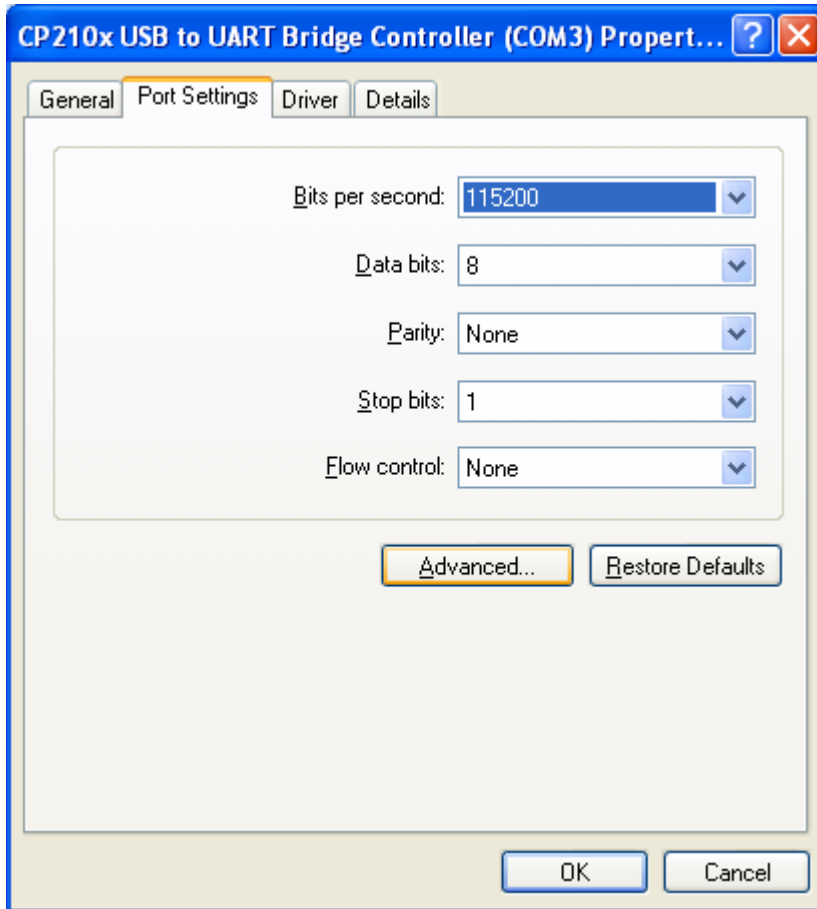 CP210x USB to UART Bridge Controller (COM3) Propert...
General Port Settings Driver Details
Bits per second: 115200
Data bits: 8
Parity: None
Stop bits: 1
Flow control: None
Advanced... Restore Defaults
OK Cancel